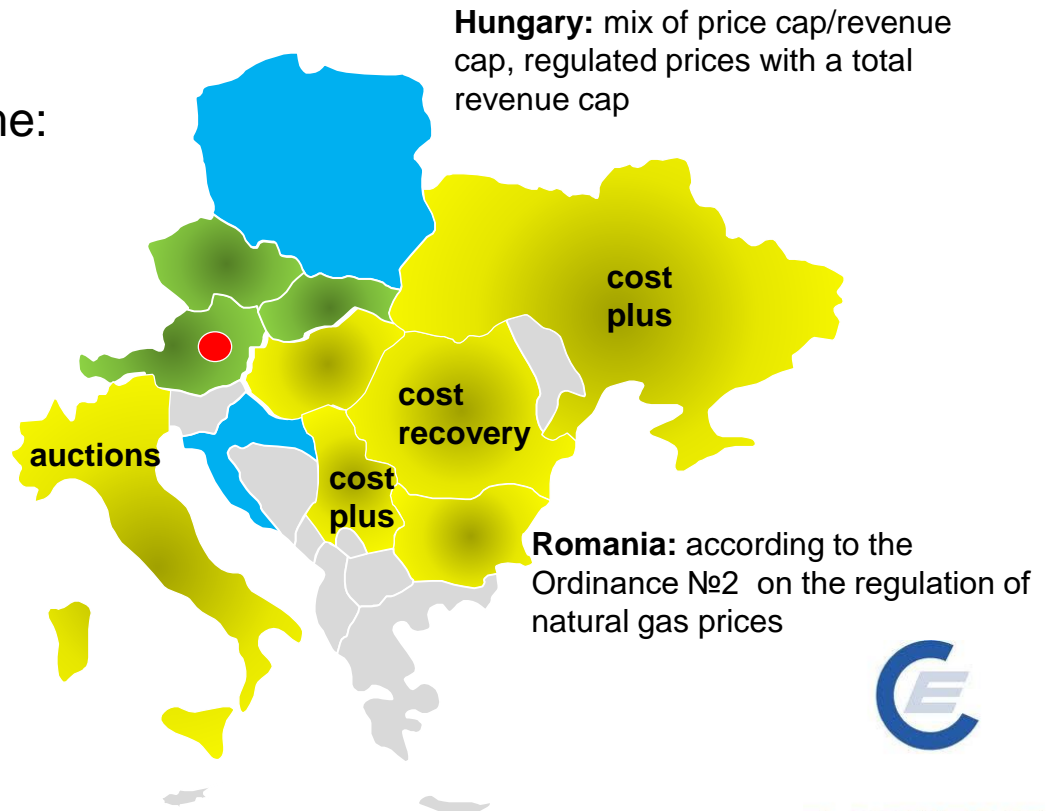 Hungary: mix of price cap/revenue
cap, regulated prices with a total
revenue cap
ne:
cost
plus
cost
recovery
auctions
cost
plus
Romania: according to the
Ordinance №2 on the regulation of
natural gas prices
CE